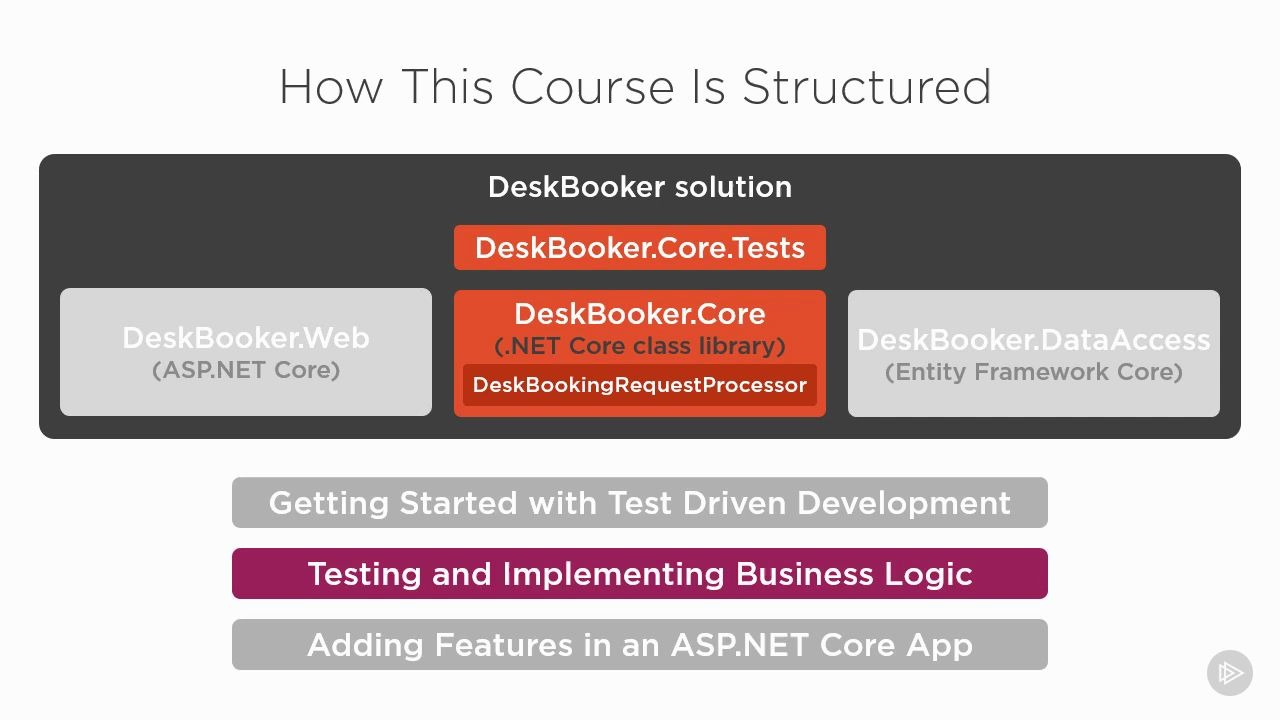 How This Course Is Structured
DeskBooker solution
DeskBooker.Core.Tests
DeskBooker.Web
(ASP.NET Core)
DeskBooker.Core
(.NET Core class library)
DeskBookingRequestProcessor
DeskBooker.DataAccess
(Entity Framework Core)
Getting Started with Test Driven Development
Testing and Implementing Business Logic
Adding Features in an ASP.NET Core App